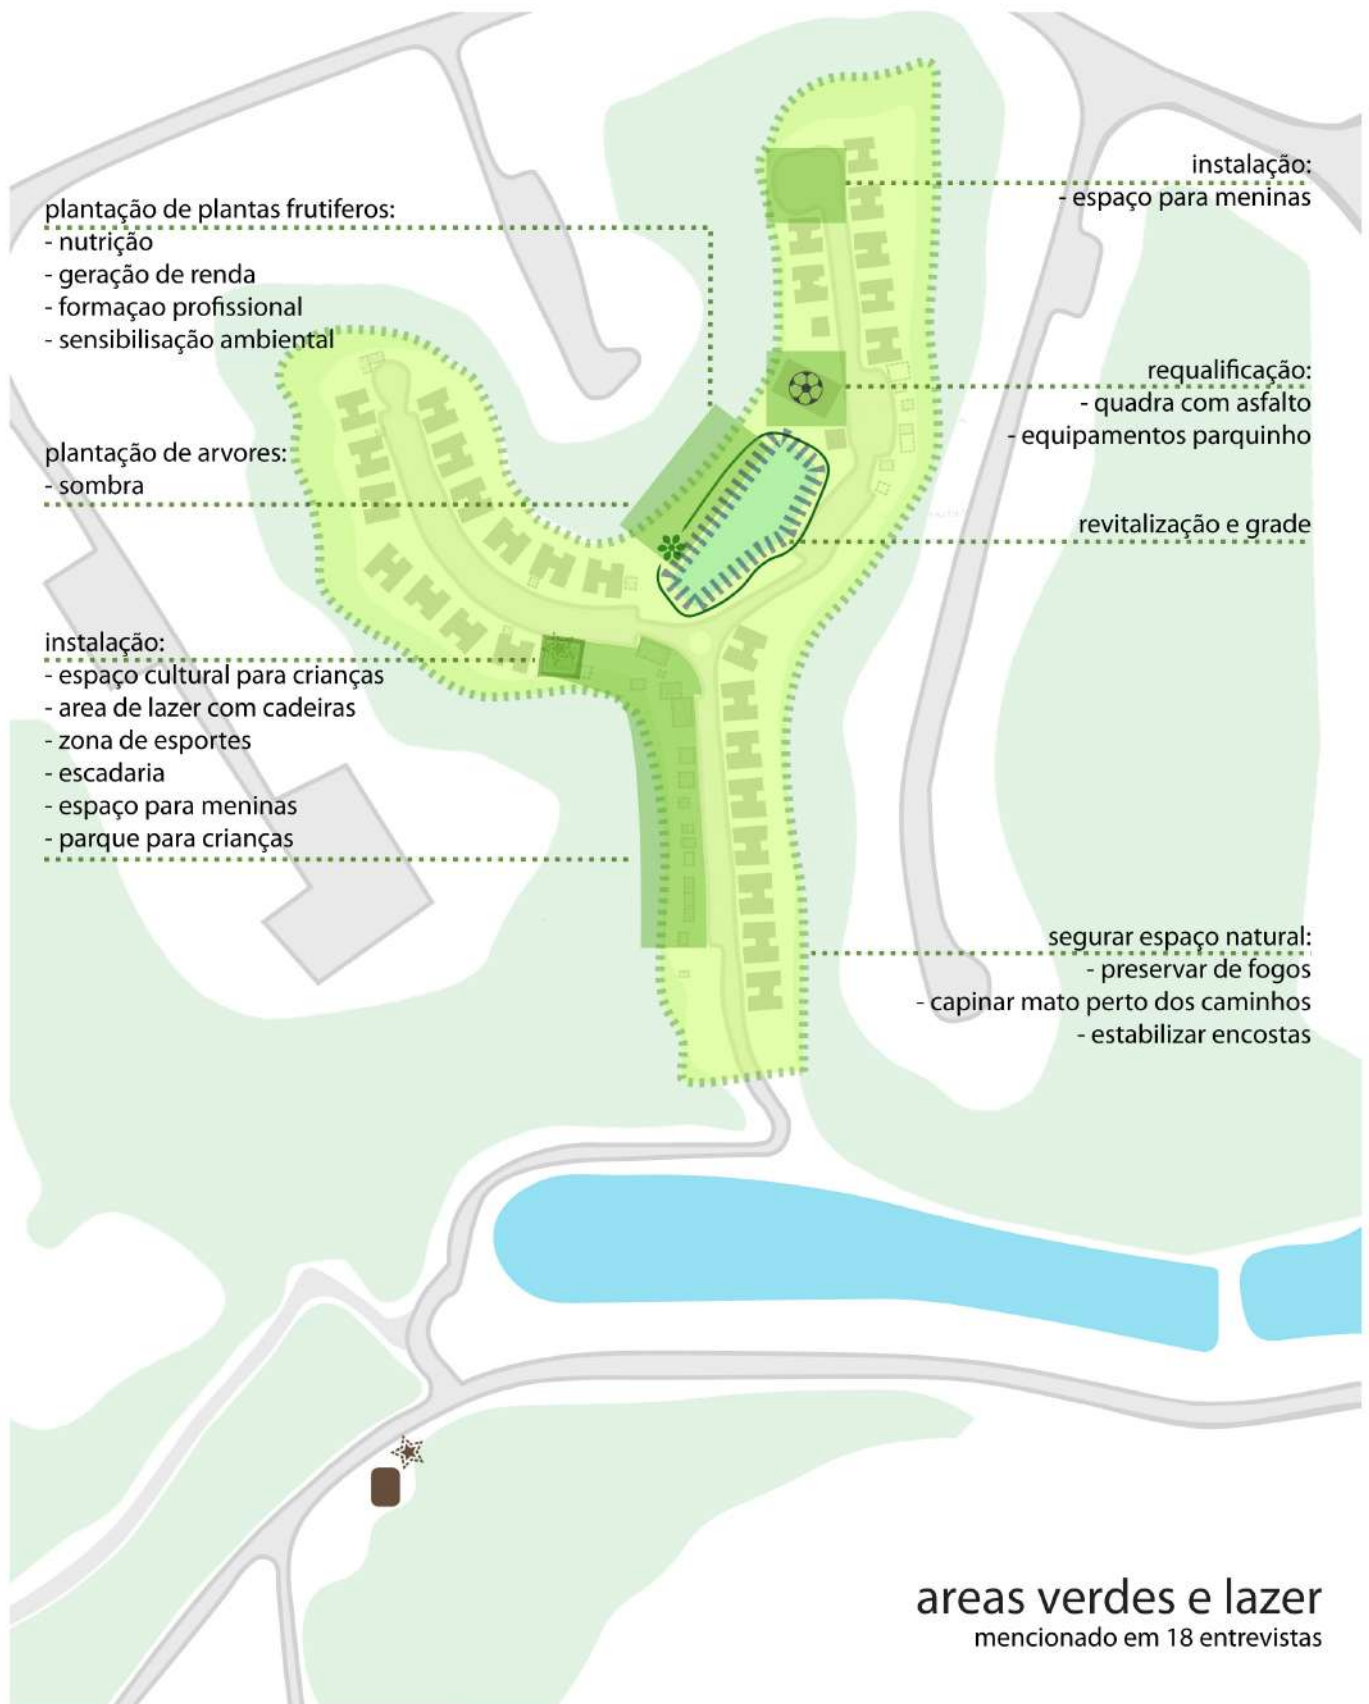 plantação de plantas frutiferos:
- nutrição
- geração de renda
- formaçao profissional
- sensibilisação ambiental
plantação de arvores:
- sombra
instalação:
- espaço cultural para crianças
- area de lazer com cadeiras
- zona de esportes
- escadaria
- espaço para meninas
- parque para crianças
instalação:
- espaço para meninas
requalificação:
- quadra com asfalto
- equipamentos parquinho
revitalização e grade
segurar espaço natural:
- preservar de fogos
- capinar mato perto dos caminhos
- estabilizar encostas
areas verdes e lazer
mencionado em 18 entrevistas